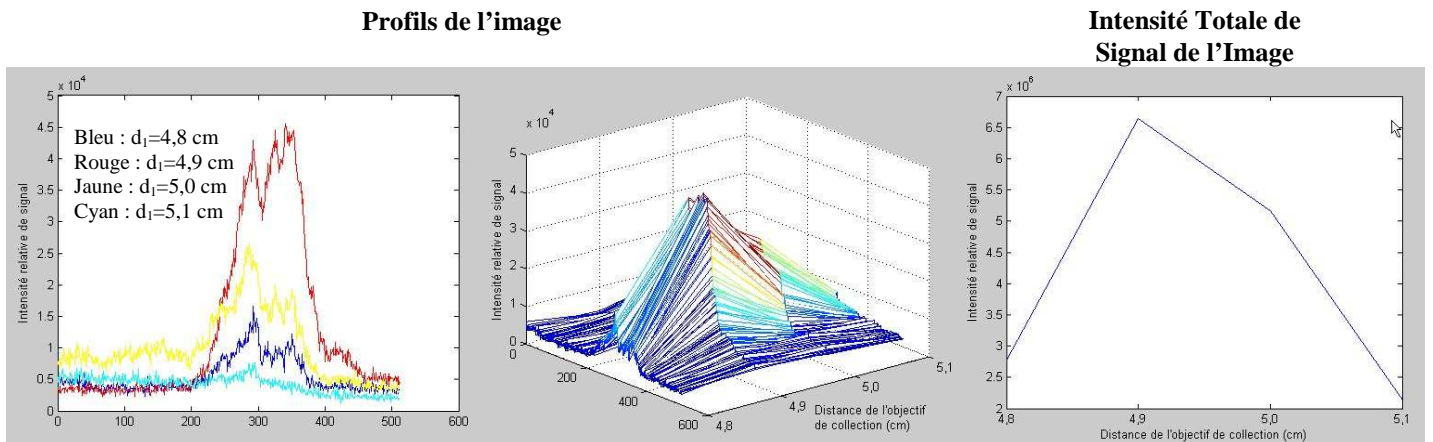 Profils de l’image
Intensité Totale de
Signal de l’Image
x 10⁴
5
4.5
4
3.5
3
2.5
2
1.5
1
0.5
0
0 100 200 300 400 500 600
Intensité relative de signal
Bleu : d₁=4,8 cm
Rouge : d₁=4,9 cm
Jaune : d₁=5,0 cm
Cyan : d₁=5,1 cm
x 10⁴
5
4
3
2
1
0
Intensité relative de signal
0
200
400
600
4,8
4,9
5,0
5,1
Distance de l'objectif
de collection (cm)
x 10⁶
7
6.5
6
5.5
5
4.5
4
3.5
3
2.5
2
4,8 4,9 5,0 5,1
Intensité relative de signal
Distance de l'objectif de collection (cm)